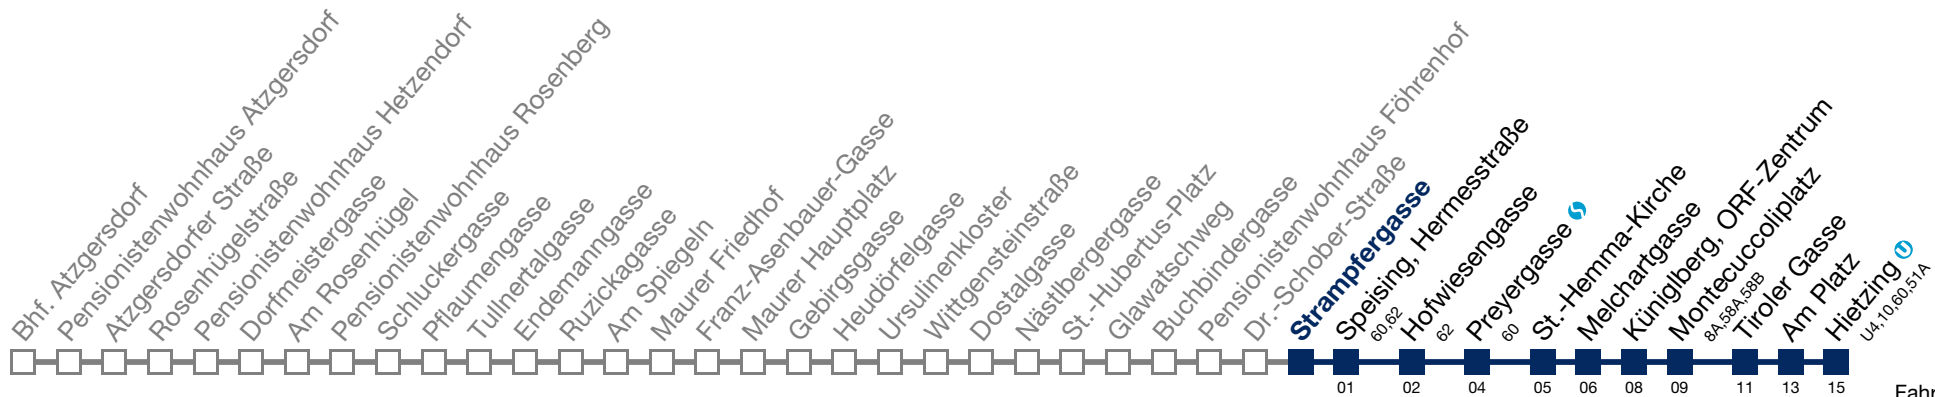 Bhf. Atzgersdorf
Pensionistenwohnhaus Atzgersdorf
Atzgersdorfer Straße
Rosenhügelstraße
Pensionistenwohnhaus Hetzendorf
Dorfmeistergasse
Am Rosenhügel
Pensionistenwohnhaus Rosenberg
Schluckergasse
Pflaumengasse
Tullnertalgasse
Endemanngasse
Ruzickagasse
Am Spiegeln
Maurer Friedhof
Franz-Asenbauer-Gasse
Maurer Hauptplatz
Gebirgsgasse
Heudörfelgasse
Ursulinenkloster
Wittgensteinstraße
Dostalgasse
Nästlbergergasse
St.-Hubertus-Platz
Glawatschweg
Buchbindergasse
Pensionistenwohnhaus Föhrenhof
Dr.-Schober-Straße
Strampfergasse
Speising, Hermesstraße
60,62
Hofwiesengasse
62
Preyergasse
60
St.-Hemma-Kirche
Melchartgasse
Küniglberg, ORF-Zentrum
Montecuccoliplatz
8A,58A,58B
Tiroler Gasse
Am Platz
Hietzing U
U4,10,60,51A
01 02 04 05 06 08 09 11 13 15
Fahr